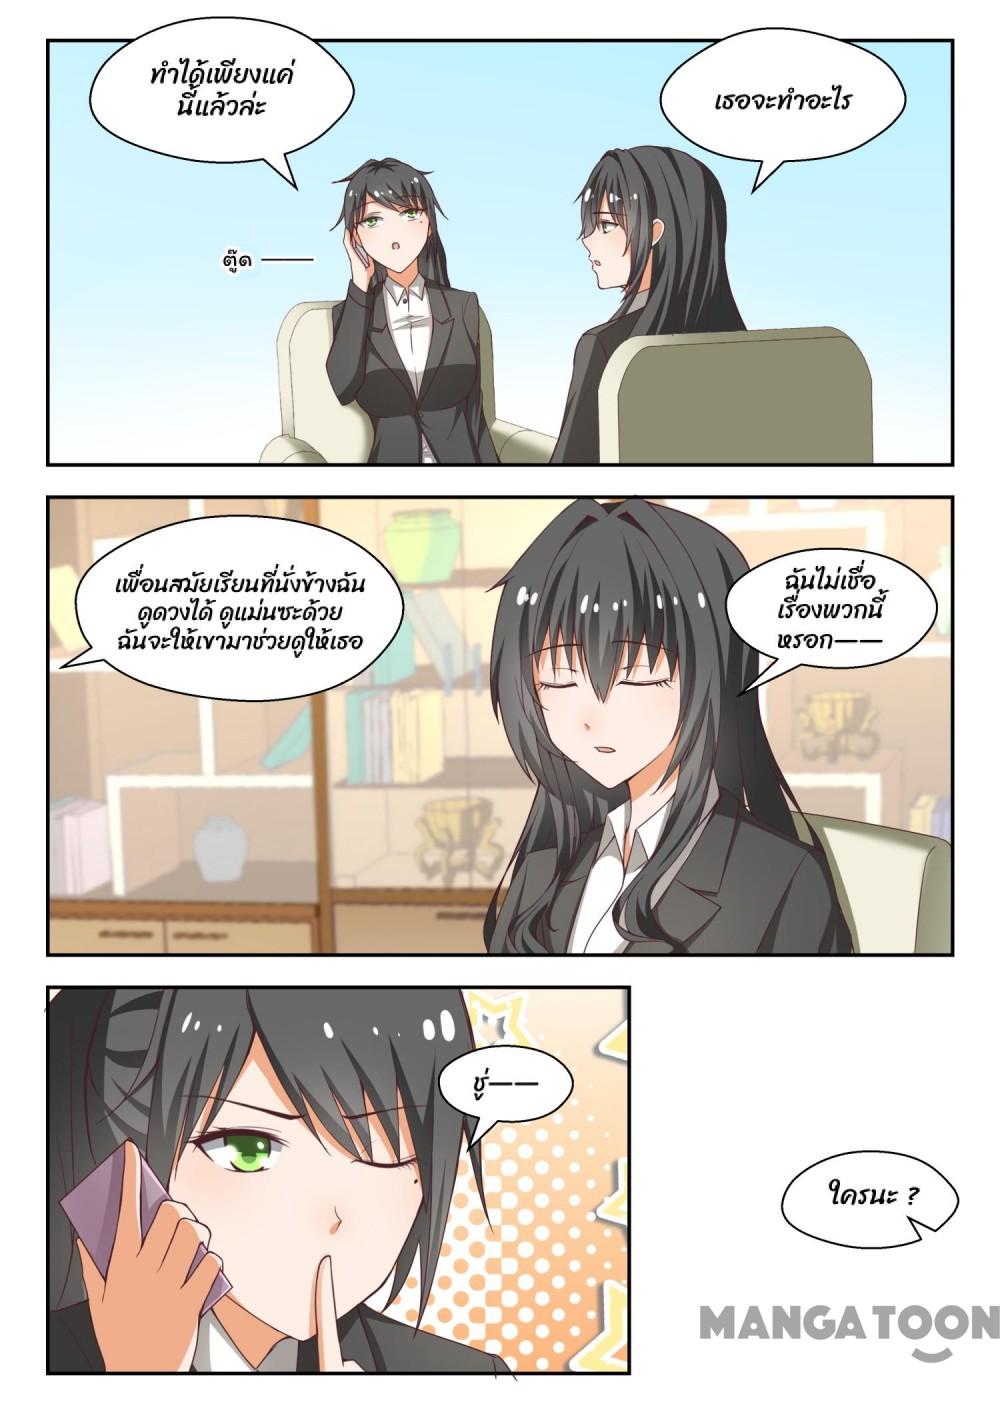 ทำได้เพียงแค่
นี้แล้วล่ะ
เธอจะทำอะไร
ตู๊ด ——
เพื่อนสมัยเรียนที่นั่งข้างฉัน
ดูดวงได้ ดูแม่นซะด้วย
ฉันจะให้เขามาช่วยดูให้เธอ
ฉันไม่เชื่อ
เรื่องพวกนี้
หรอก——
ชู่——
ใครนะ ?
MANGATOON